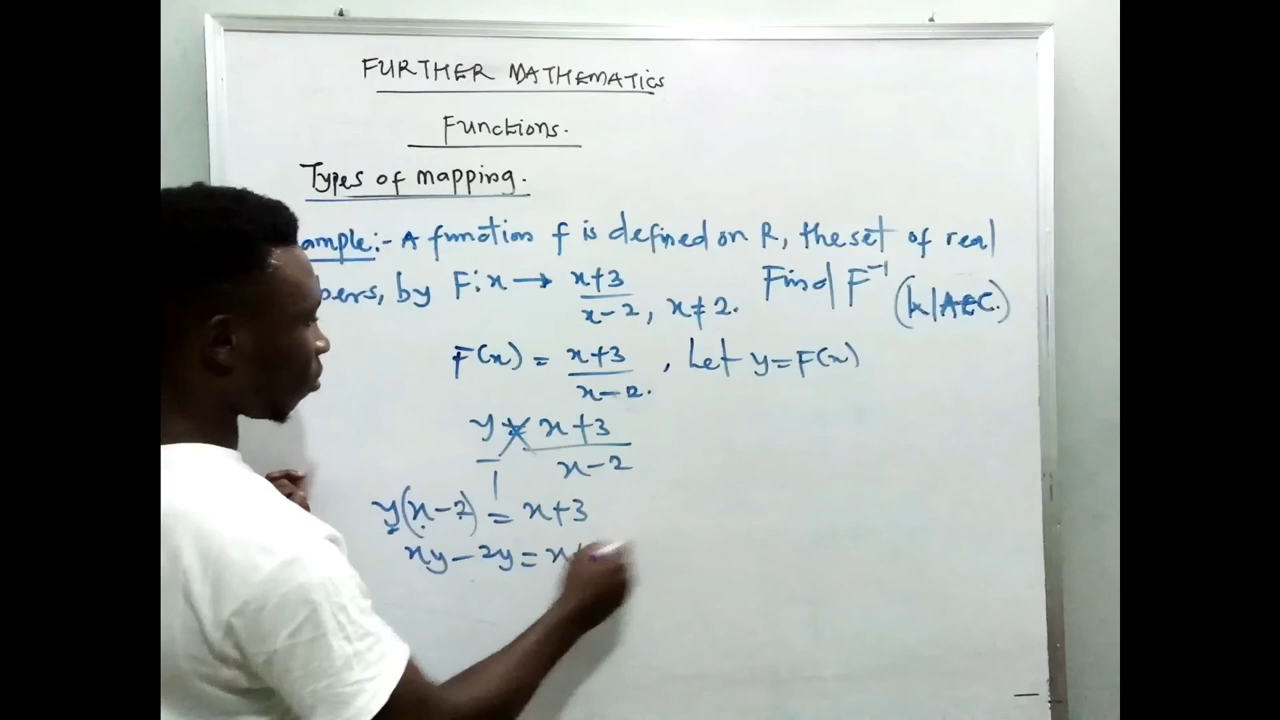 FURTHER MATHEMATICS
Functions.
Types of mapping.
ample:- A function f is defined on R, the set of real
bers, by F:x → x+3/x-2, x≠2. Find F⁻¹
F(x) = x+3/x-2. , Let y=F(x)
y = x+3/x-2
1
y(x-2) = x+3
xy-2y=x